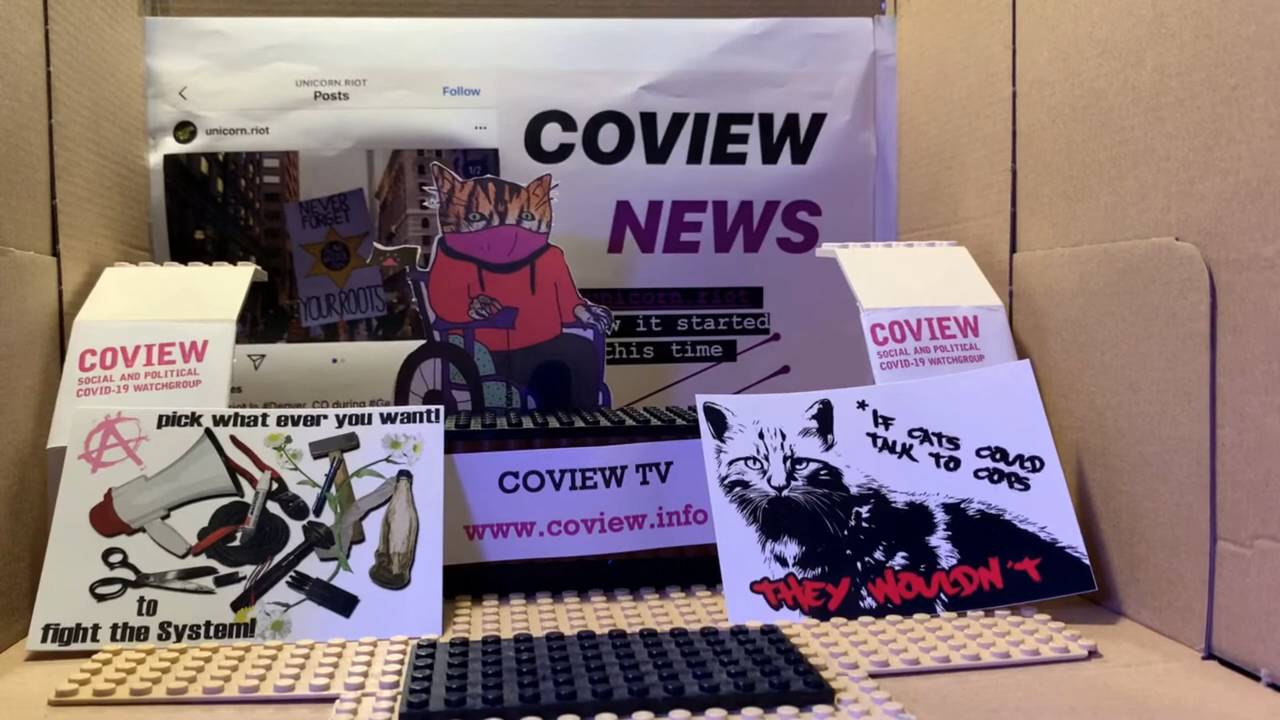 UNICORN.RIOT
Posts
Follow
unicorn.riot
1/2
NEVER
FORGET
YOUR ROOTS
COVIEW
NEWS
unicorn.riot
w it started
this time
COVIEW
SOCIAL AND POLITICAL
COVID-19 WATCHGROUP
COVIEW
SOCIAL AND POLITICAL
COVID-19 WATCHGROUP
pick what ever you want!
to
fight the System!
COVIEW TV
www.coview.info
*IF CATS COULD
TALK TO COPS
THEY WOULDN'T